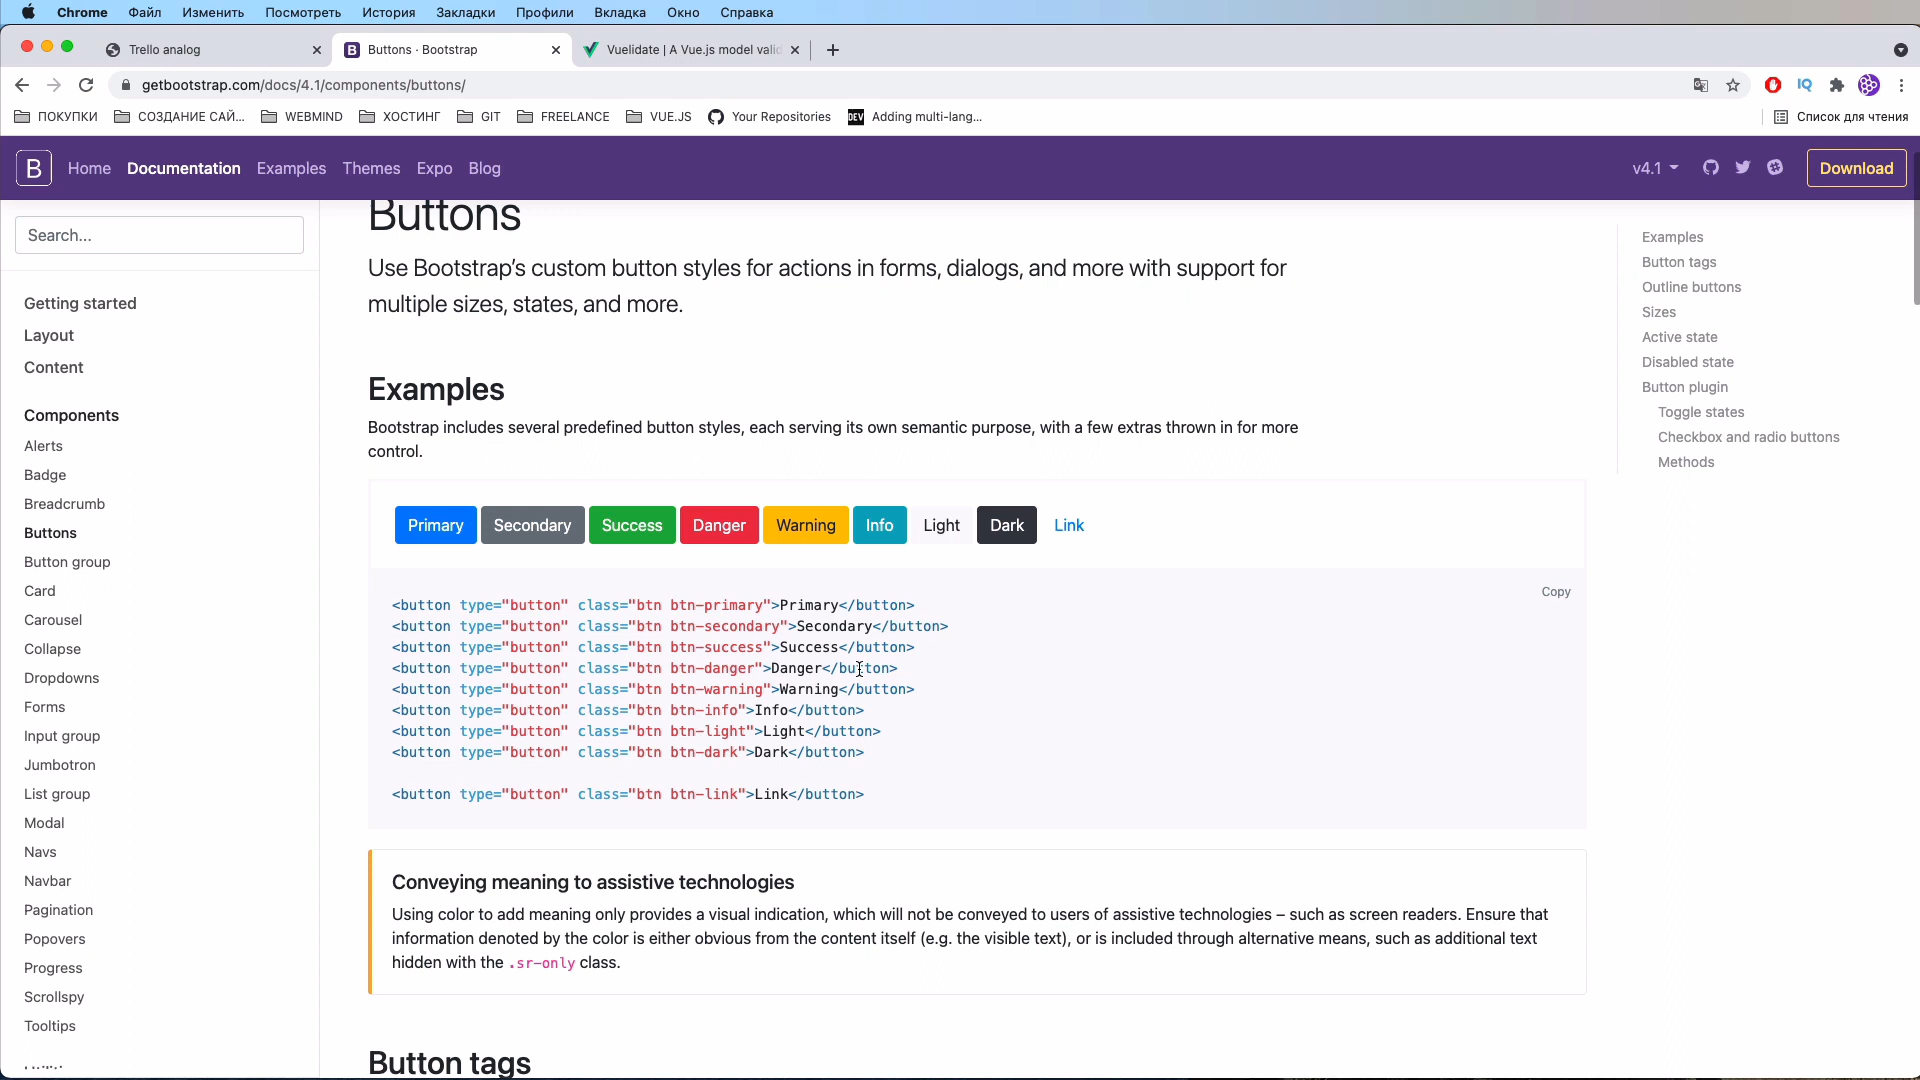 Chrome Файл Изменить Посмотреть История Закладки Профили Вкладка Окно Справка
Trello analog
Buttons · Bootstrap
Vuelidate | A Vue.js model vali
getbootstrap.com/docs/4.1/components/buttons/
ПОКУПКИ СОЗДАНИЕ САЙ... WEBMIND ХОСТИНГ GIT FREELANCE VUE.JS Your Repositories DEV Adding multi-lang... Список для чтения
B Home Documentation Examples Themes Expo Blog v4.1 Download
Search...
Getting started
Layout
Content
Components
Alerts
Badge
Breadcrumb
Buttons
Button group
Card
Carousel
Collapse
Dropdowns
Forms
Input group
Jumbotron
List group
Modal
Navs
Navbar
Pagination
Popovers
Progress
Scrollspy
Tooltips
Buttons
Use Bootstrap’s custom button styles for actions in forms, dialogs, and more with support for
multiple sizes, states, and more.
Examples
Bootstrap includes several predefined button styles, each serving its own semantic purpose, with a few extras thrown in for more
control.
Primary Secondary Success Danger Warning Info Light Dark Link
Copy
<button type="button" class="btn btn-primary">Primary</button>
<button type="button" class="btn btn-secondary">Secondary</button>
<button type="button" class="btn btn-success">Success</button>
<button type="button" class="btn btn-danger">Danger</button>
<button type="button" class="btn btn-warning">Warning</button>
<button type="button" class="btn btn-info">Info</button>
<button type="button" class="btn btn-light">Light</button>
<button type="button" class="btn btn-dark">Dark</button>
<button type="button" class="btn btn-link">Link</button>
Conveying meaning to assistive technologies
Using color to add meaning only provides a visual indication, which will not be conveyed to users of assistive technologies – such as screen readers. Ensure that
information denoted by the color is either obvious from the content itself (e.g. the visible text), or is included through alternative means, such as additional text
hidden with the .sr-only class.
Button tags
Examples
Button tags
Outline buttons
Sizes
Active state
Disabled state
Button plugin
Toggle states
Checkbox and radio buttons
Methods